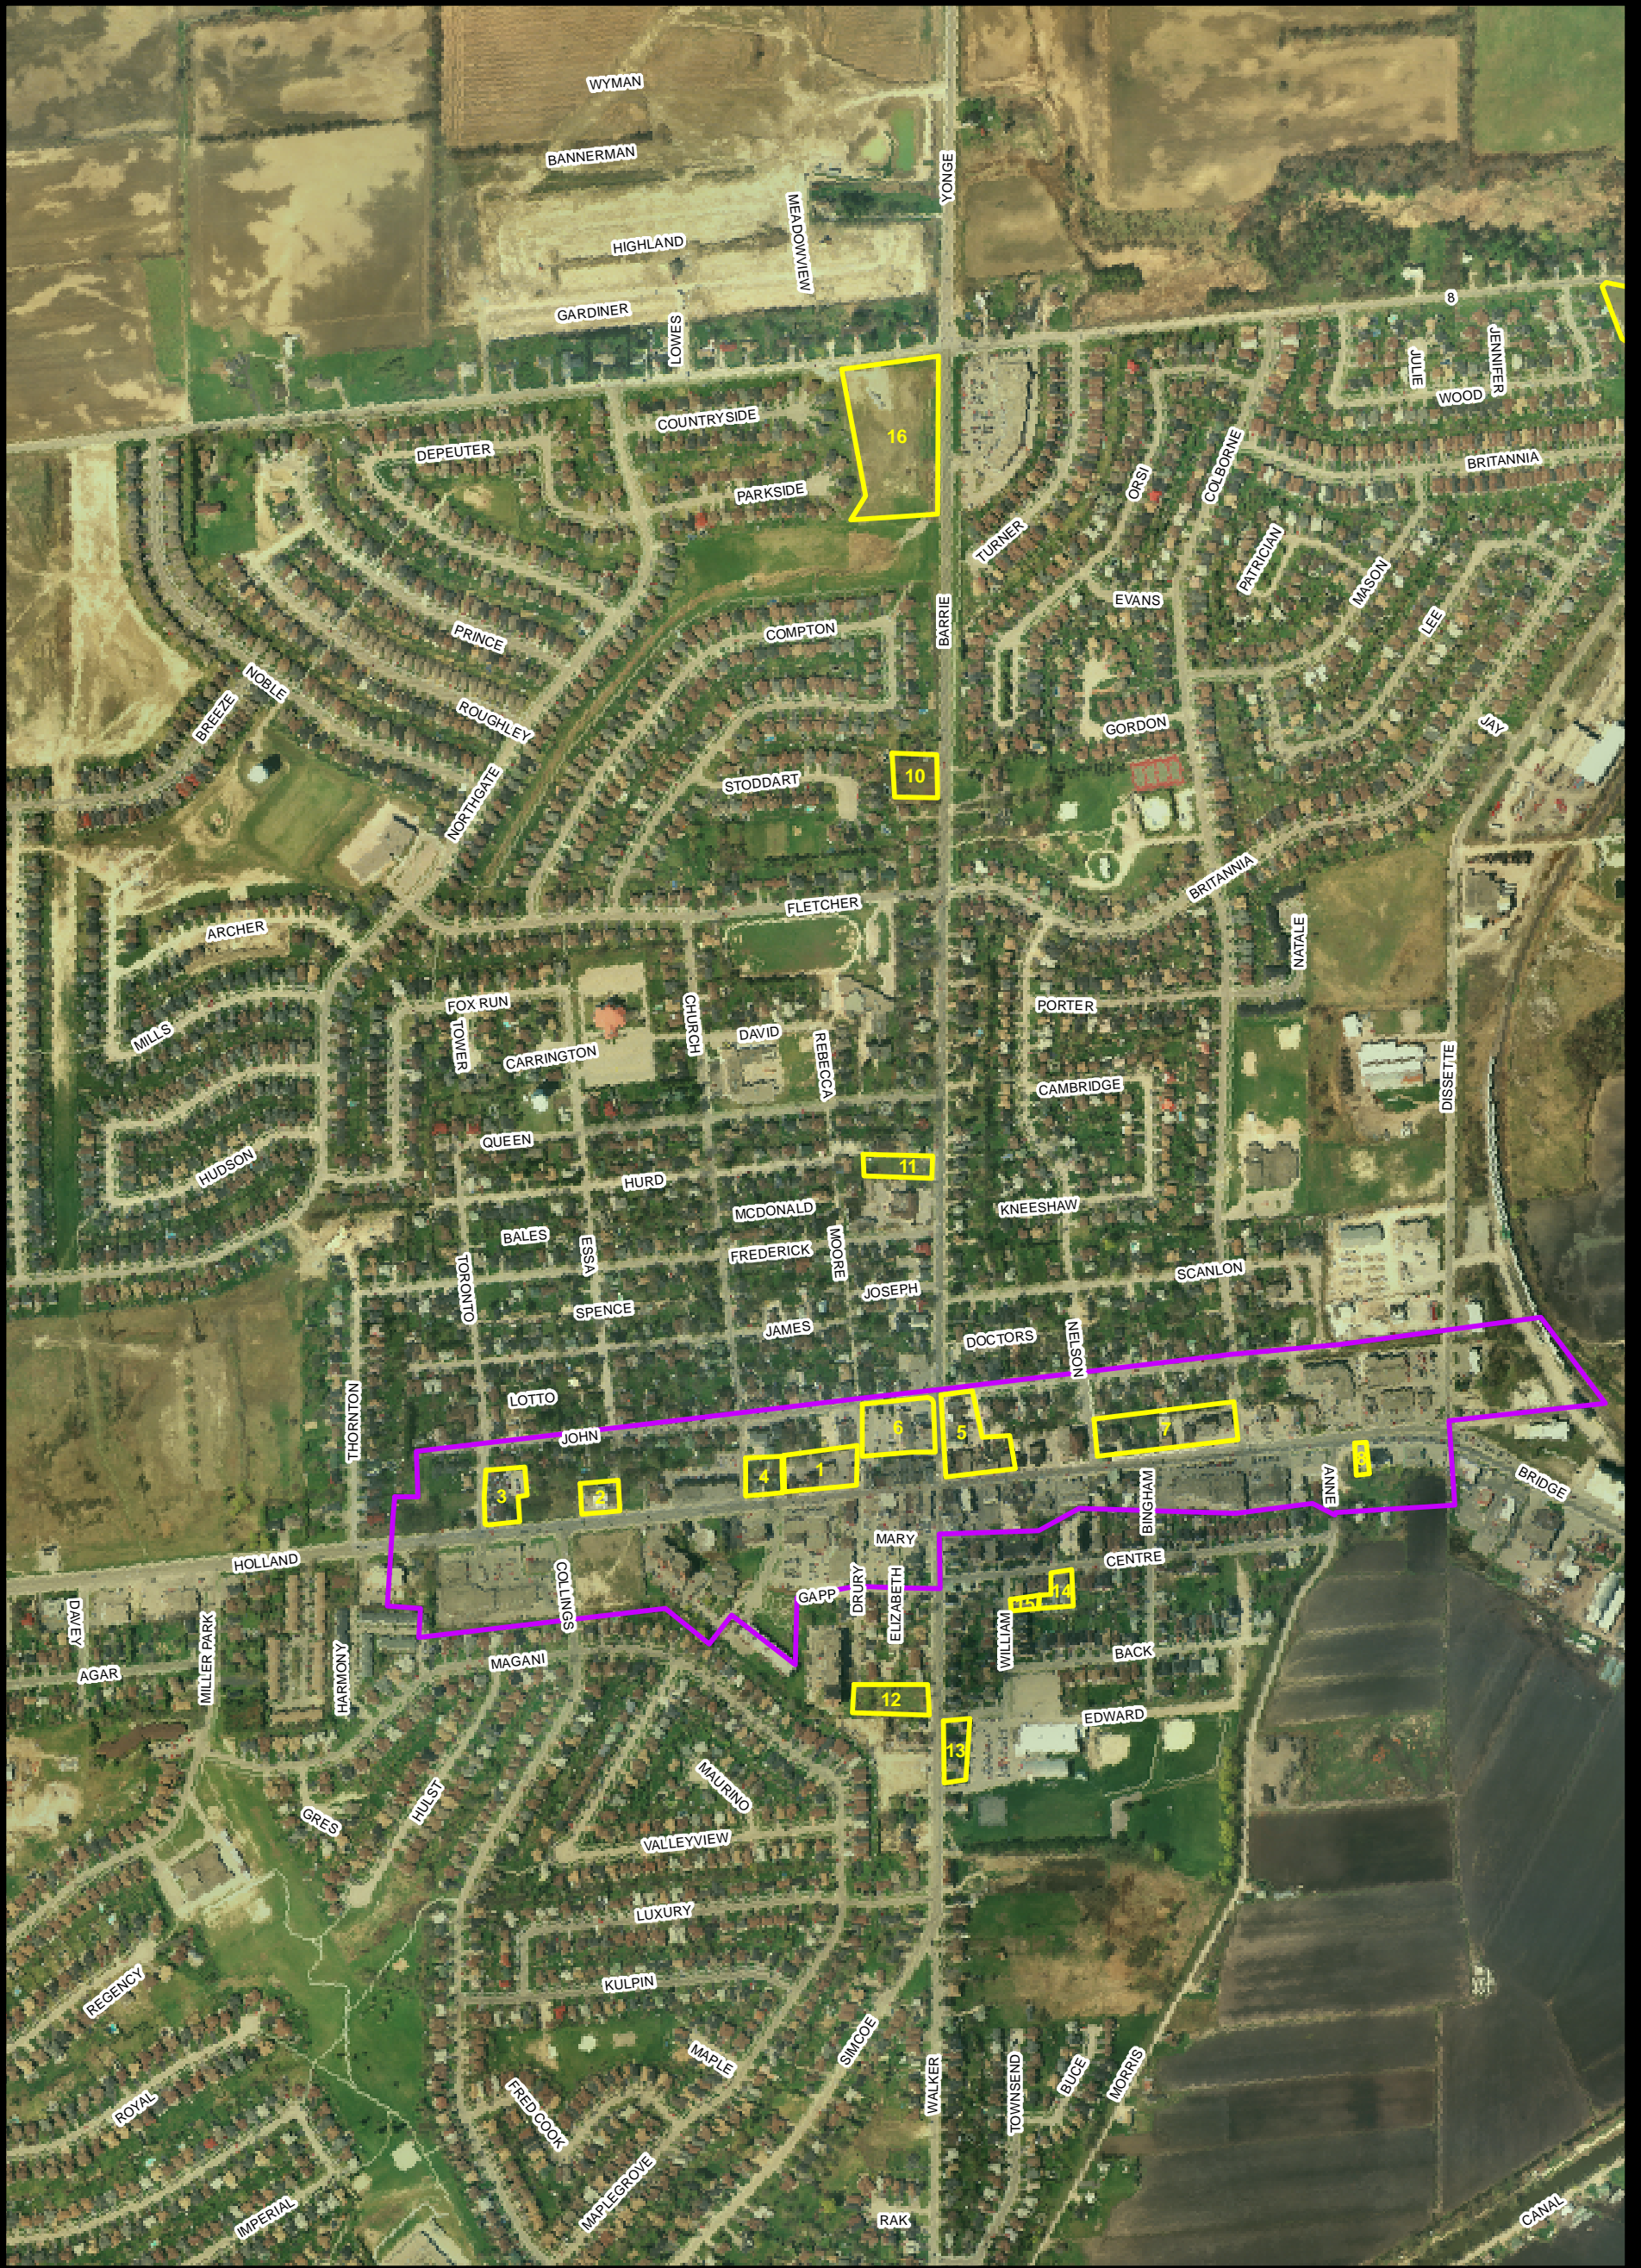 WYMAN
BANNERMAN
YONGE
MEADOWVIEW
HIGHLAND
8
GARDINER
LOWES
JULIE
JENNIFER
WOOD
COUNTRYSIDE
16
DEPEUTER
COLBORNE
BRITANNIA
ORSI
PARKSIDE
TURNER
PATRICIAN
MASON
EVANS
BARRIE
LEE
COMPTON
PRINCE
NOBLE
BREEZE
ROUGHLEY
GORDON
JAY
NORTHGATE
STODDART
10
BRITANNIA
FLETCHER
ARCHER
NATALE
FOX RUN
PORTER
CHURCH
MILLS
TOWER
DAVID
CARRINGTON
REBECCA
CAMBRIDGE
DISSETTE
QUEEN
HUDSON
11
HURD
MCDONALD
KNEESHAW
BALES
ESSA
FREDERICK
MOORE
SCANLON
TORONTO
JOSEPH
SPENCE
JAMES
DOCTORS
NELSON
LOTTO
THORNTON
JOHN
6
5
7
8
4
1
3
2
BRIDGE
ANNIE
BINGHAM
MARY
HOLLAND
CENTRE
COLLINGS
GAPP
DRURY
ELIZABETH
14
15
DAVEY
MILLER PARK
HARMONY
WILLIAM
BACK
MAGANI
AGAR
12
EDWARD
13
MAURINO
HULST
GRES
VALLEYVIEW
LUXURY
KULPIN
REGENCY
SIMCOE
MAPLE
WALKER
TOWNSEND
BUCE
MORRIS
ROYAL
FRED COOK
MAPLEGROVE
IMPERIAL
RAK
CANAL